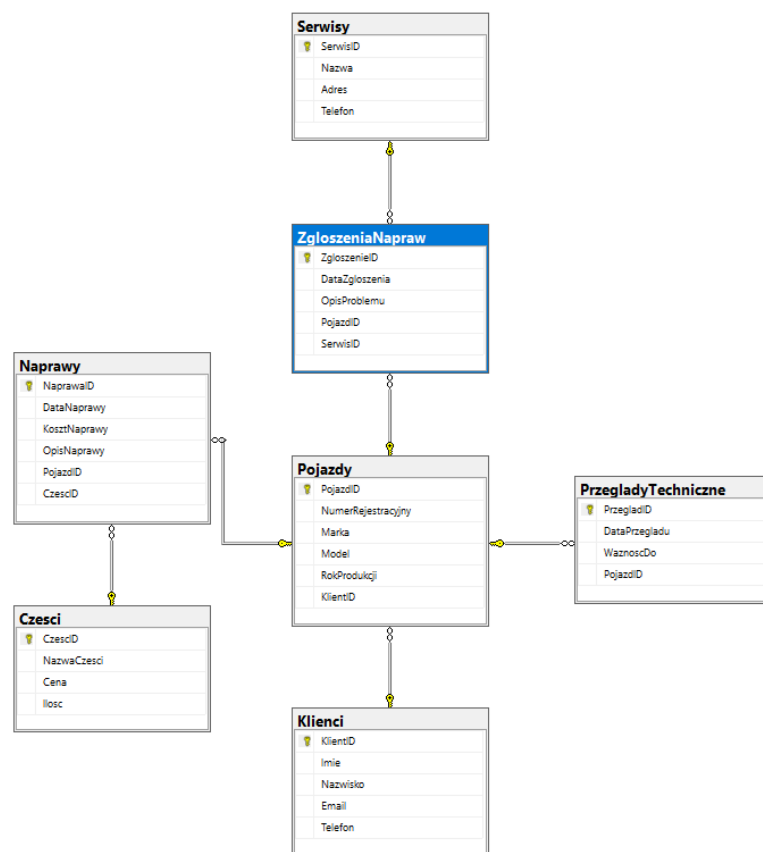 Serwisy
SerwisID
Nazwa
Adres
Telefon
ZgloszeniaNapraw
ZgloszenieID
DataZgloszenia
OpisProblemu
PojazdID
SerwisID
Naprawy
NaprawaID
DataNaprawy
KosztNaprawy
OpisNaprawy
PojazdID
CzescID
Pojazdy
PojazdID
NumerRejestracyjny
Marka
Model
RokProdukcji
KlientID
PrzegladyTechniczne
PrzegladID
DataPrzegladu
WaznoscDo
PojazdID
Czesci
CzescID
NazwaCzesci
Cena
Ilosc
Klienci
KlientID
Imie
Nazwisko
Email
Telefon